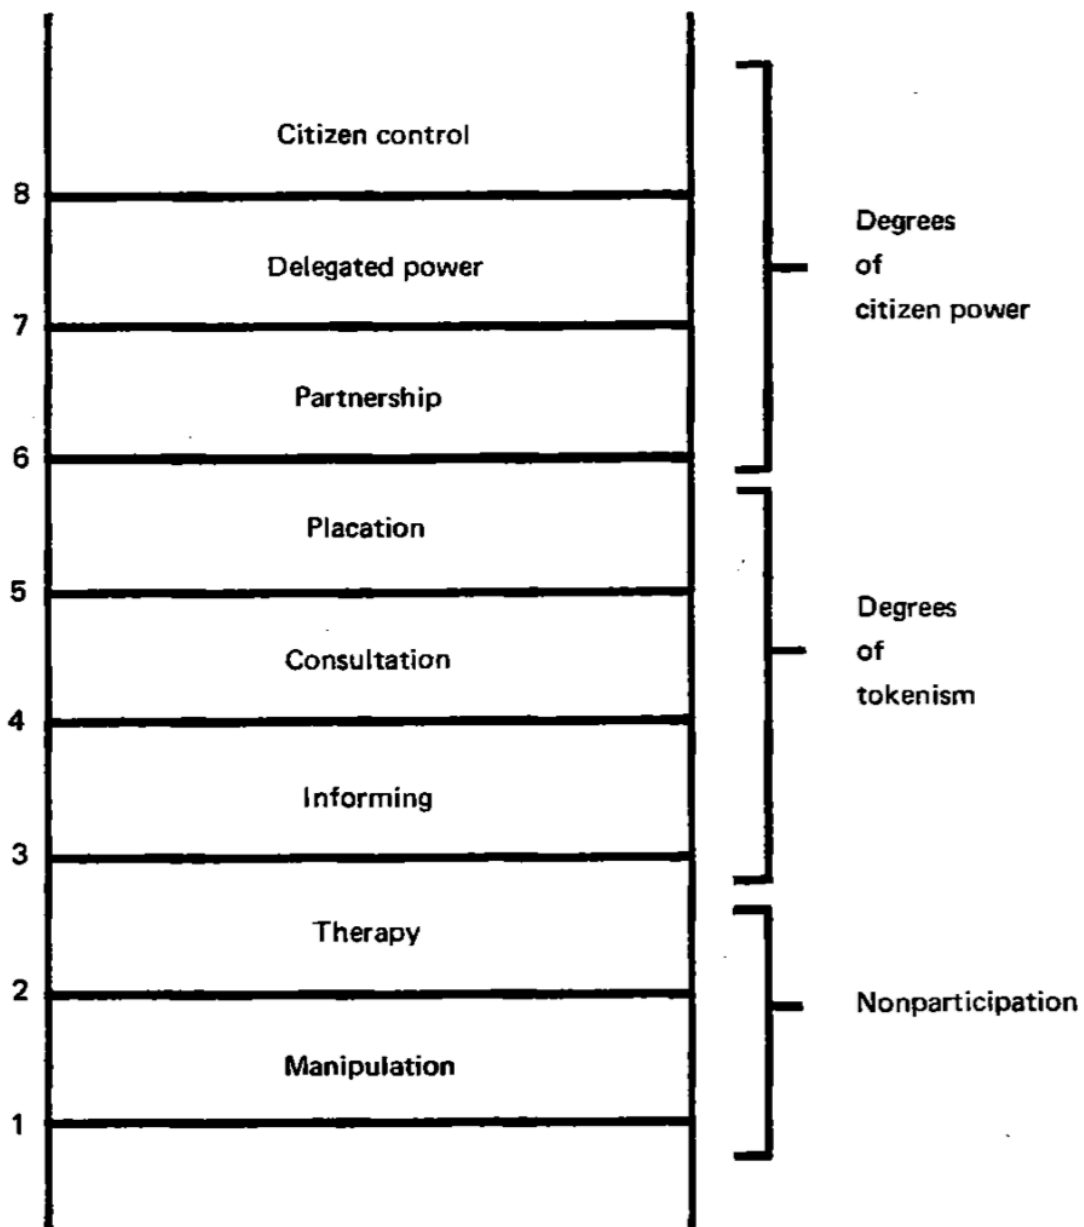 Citizen control
8
Delegated power
7
Partnership
6
Placation
5
Consultation
4
Informing
3
Therapy
2
Manipulation
1
Degrees
of
citizen power
Degrees
of
tokenism
Nonparticipation